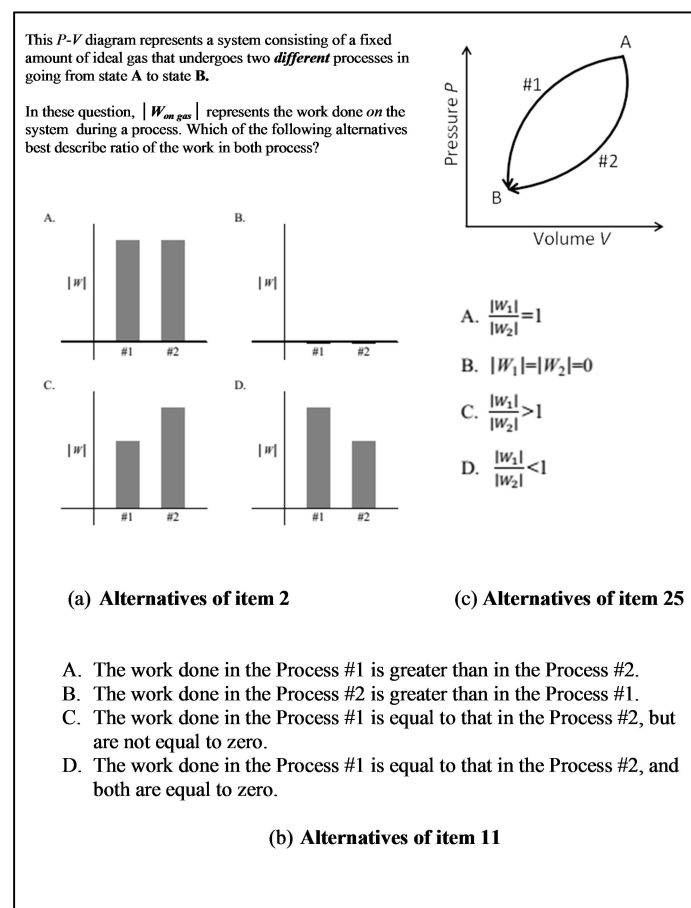 This P-V diagram represents a system consisting of a fixed
amount of ideal gas that undergoes two different processes in
going from state A to state B.
In these question, |W on gas| represents the work done on the
system during a process. Which of the following alternatives
best describe ratio of the work in both process?
Pressure P
A
#1
#2
B
Volume V
A.
|W|
#1 #2
B.
|W|
#1 #2
C.
|W|
#1 #2
D.
|W|
#1 #2
A. |W₁|/|W₂|=1
B. |W₁|=|W₂|=0
C. |W₁|/|W₂|>1
D. |W₁|/|W₂|<1
(a) Alternatives of item 2
(c) Alternatives of item 25
A. The work done in the Process #1 is greater than in the Process #2.
B. The work done in the Process #2 is greater than in the Process #1.
C. The work done in the Process #1 is equal to that in the Process #2, but
are not equal to zero.
D. The work done in the Process #1 is equal to that in the Process #2, and
both are equal to zero.
(b) Alternatives of item 11